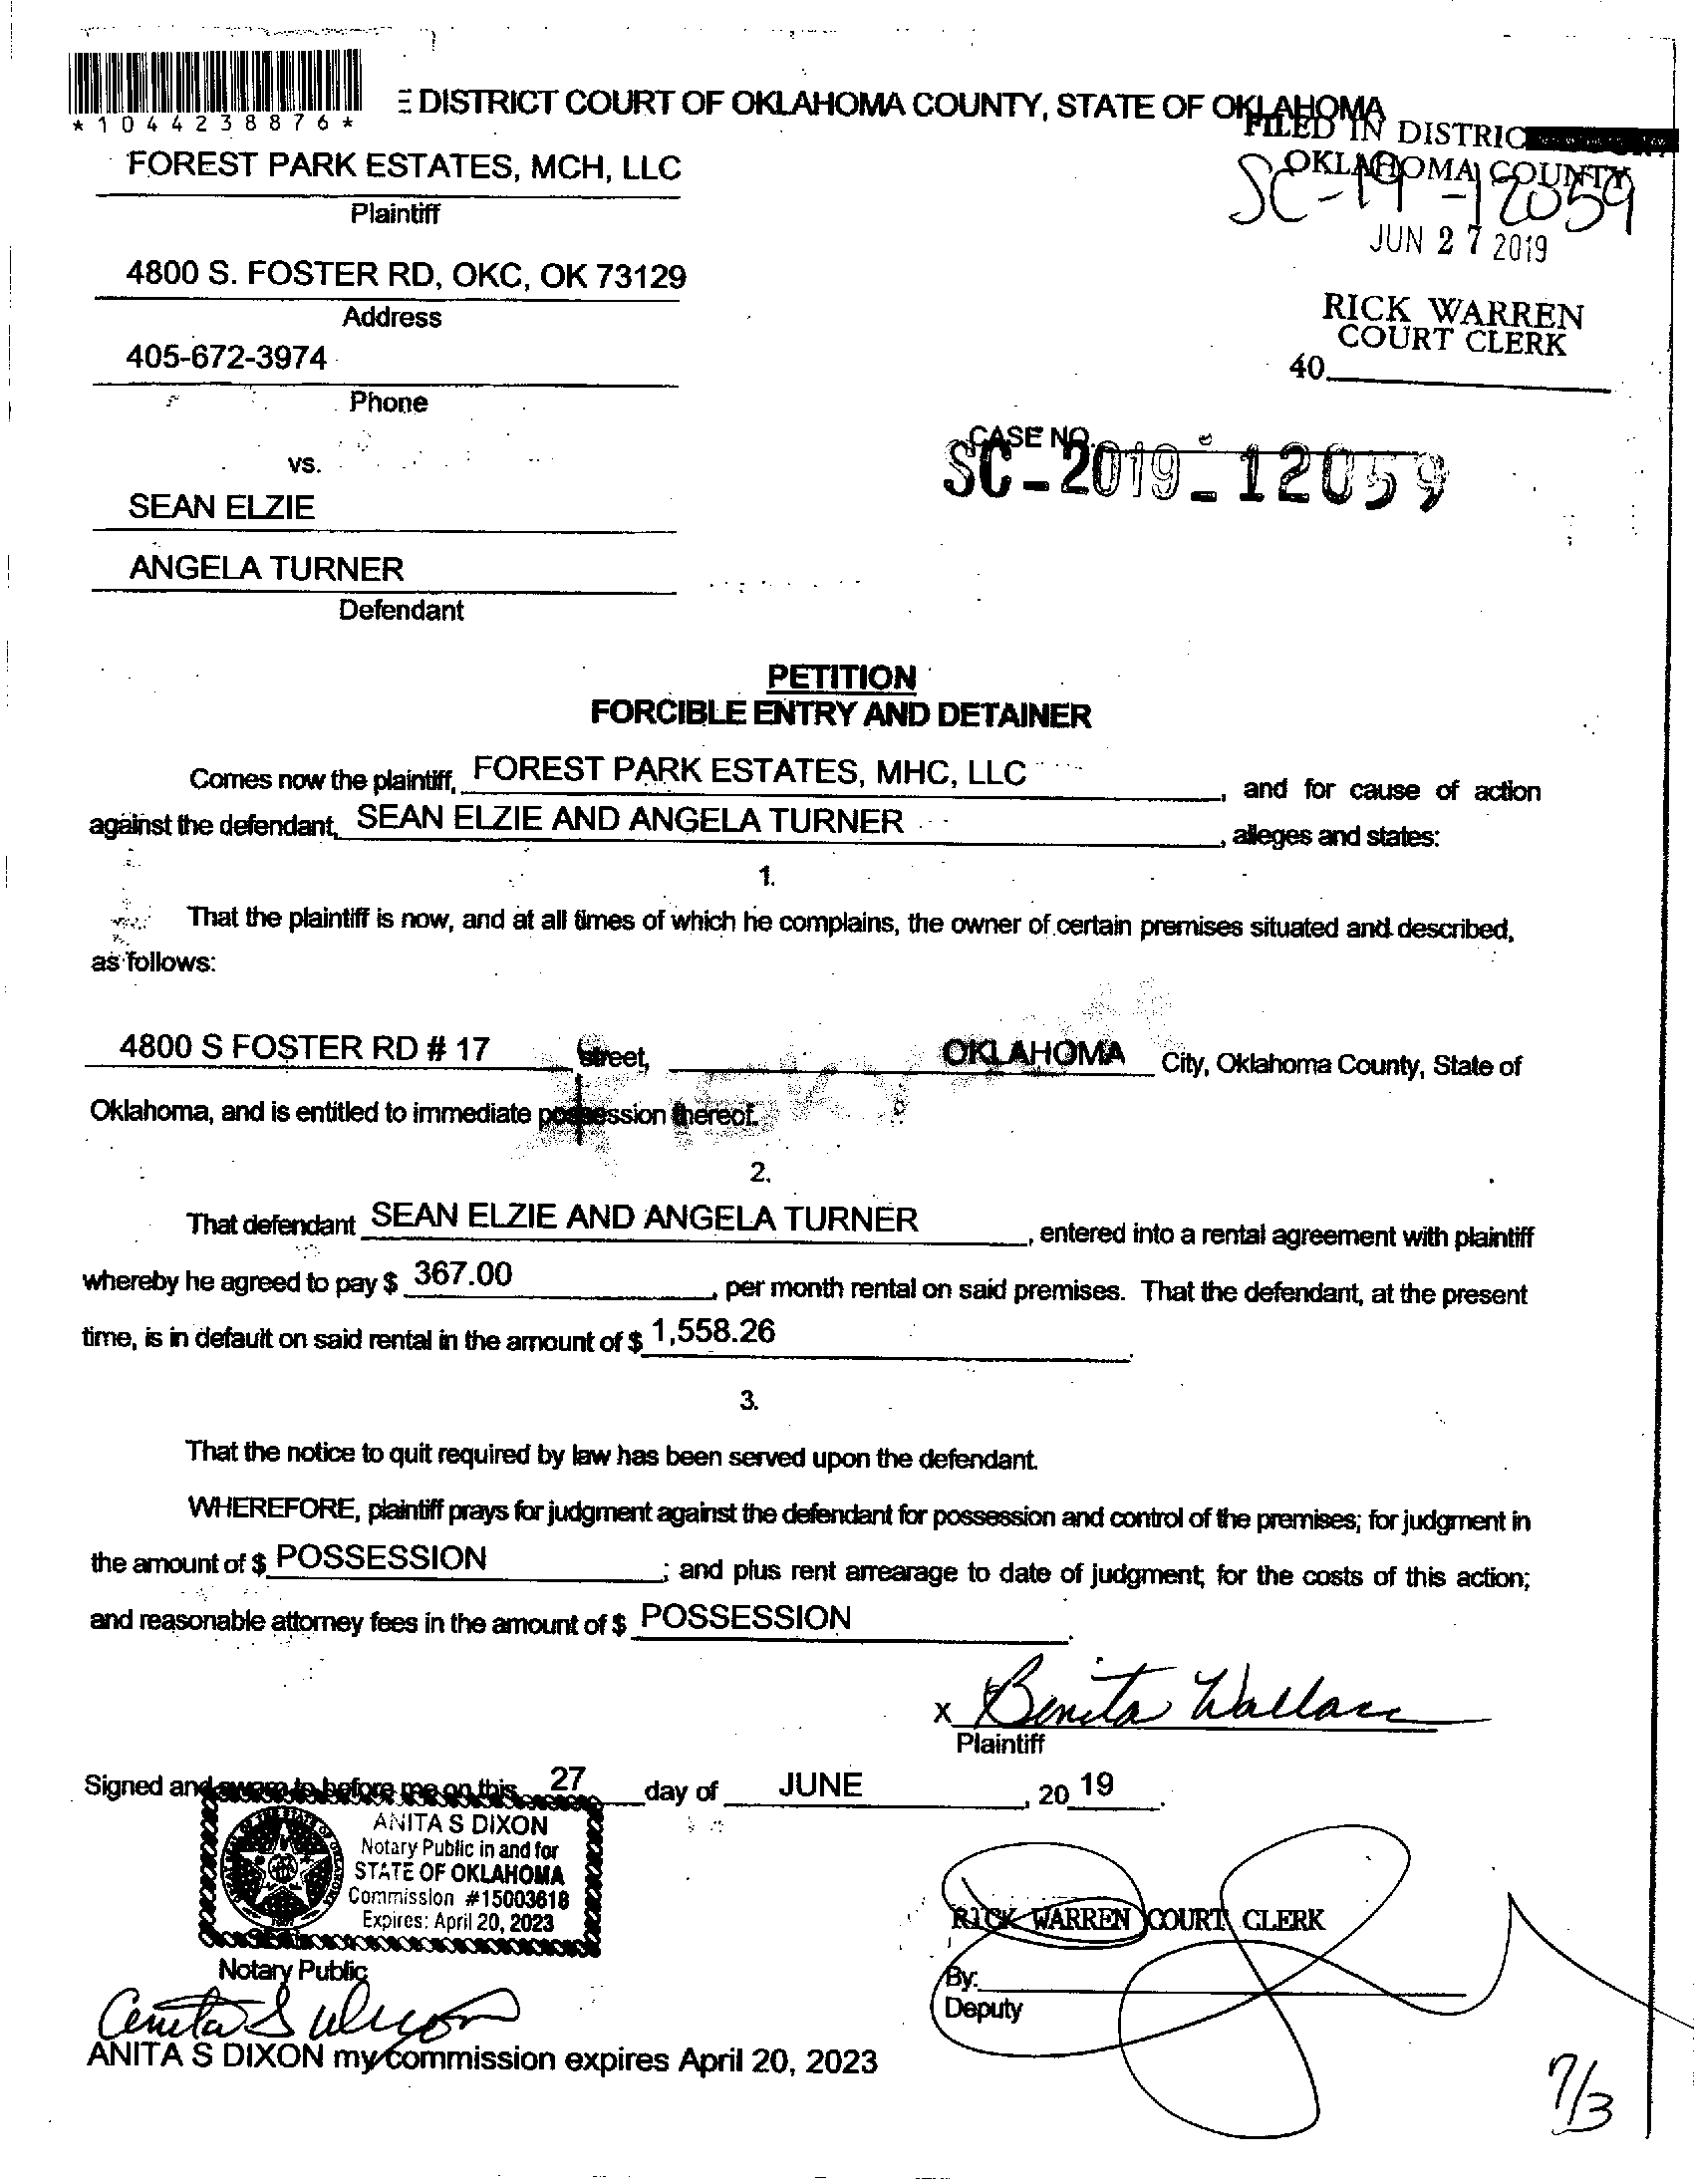 *1044238876*
E DISTRICT COURT OF OKLAHOMA COUNTY, STATE OF OKLAHOMA
FILED IN DISTRIC
OKLAHOMA COUNTY
SC-19-12059
JUN 27 2019
RICK WARREN
COURT CLERK
40
FOREST PARK ESTATES, MCH, LLC
Plaintiff
4800 S. FOSTER RD, OKC, OK 73129
Address
405-672-3974
Phone
vs.
CASE NO.
SC-2019-12059
SEAN ELZIE
ANGELA TURNER
Defendant
PETITION
FORCIBLE ENTRY AND DETAINER
Comes now the plaintiff, FOREST PARK ESTATES, MHC, LLC, and for cause of action
against the defendant, SEAN ELZIE AND ANGELA TURNER, alleges and states:
1.
That the plaintiff is now, and at all times of which he complains, the owner of certain premises situated and described,
as follows:
4800 S FOSTER RD # 17 street, OKLAHOMA City, Oklahoma County, State of
Oklahoma, and is entitled to immediate possession thereof.
2.
That defendant SEAN ELZIE AND ANGELA TURNER, entered into a rental agreement with plaintiff
whereby he agreed to pay $ 367.00, per month rental on said premises. That the defendant, at the present
time, is in default on said rental in the amount of $ 1,558.26.
3.
That the notice to quit required by law has been served upon the defendant.
WHEREFORE, plaintiff prays for judgment against the defendant for possession and control of the premises; for judgment in
the amount of $ POSSESSION; and plus rent arrearage to date of judgment; for the costs of this action;
and reasonable attorney fees in the amount of $ POSSESSION.
x Benita Wallace
Plaintiff
Signed and sworn to before me on this 27 day of JUNE, 20 19.
ANITA S DIXON
Notary Public in and for
STATE OF OKLAHOMA
Commission #15003618
Expires: April 20, 2023
Notary Public
Anita S Dixon
ANITA S DIXON my commission expires April 20, 2023
RICK WARREN COURT CLERK
By:
Deputy
7/3